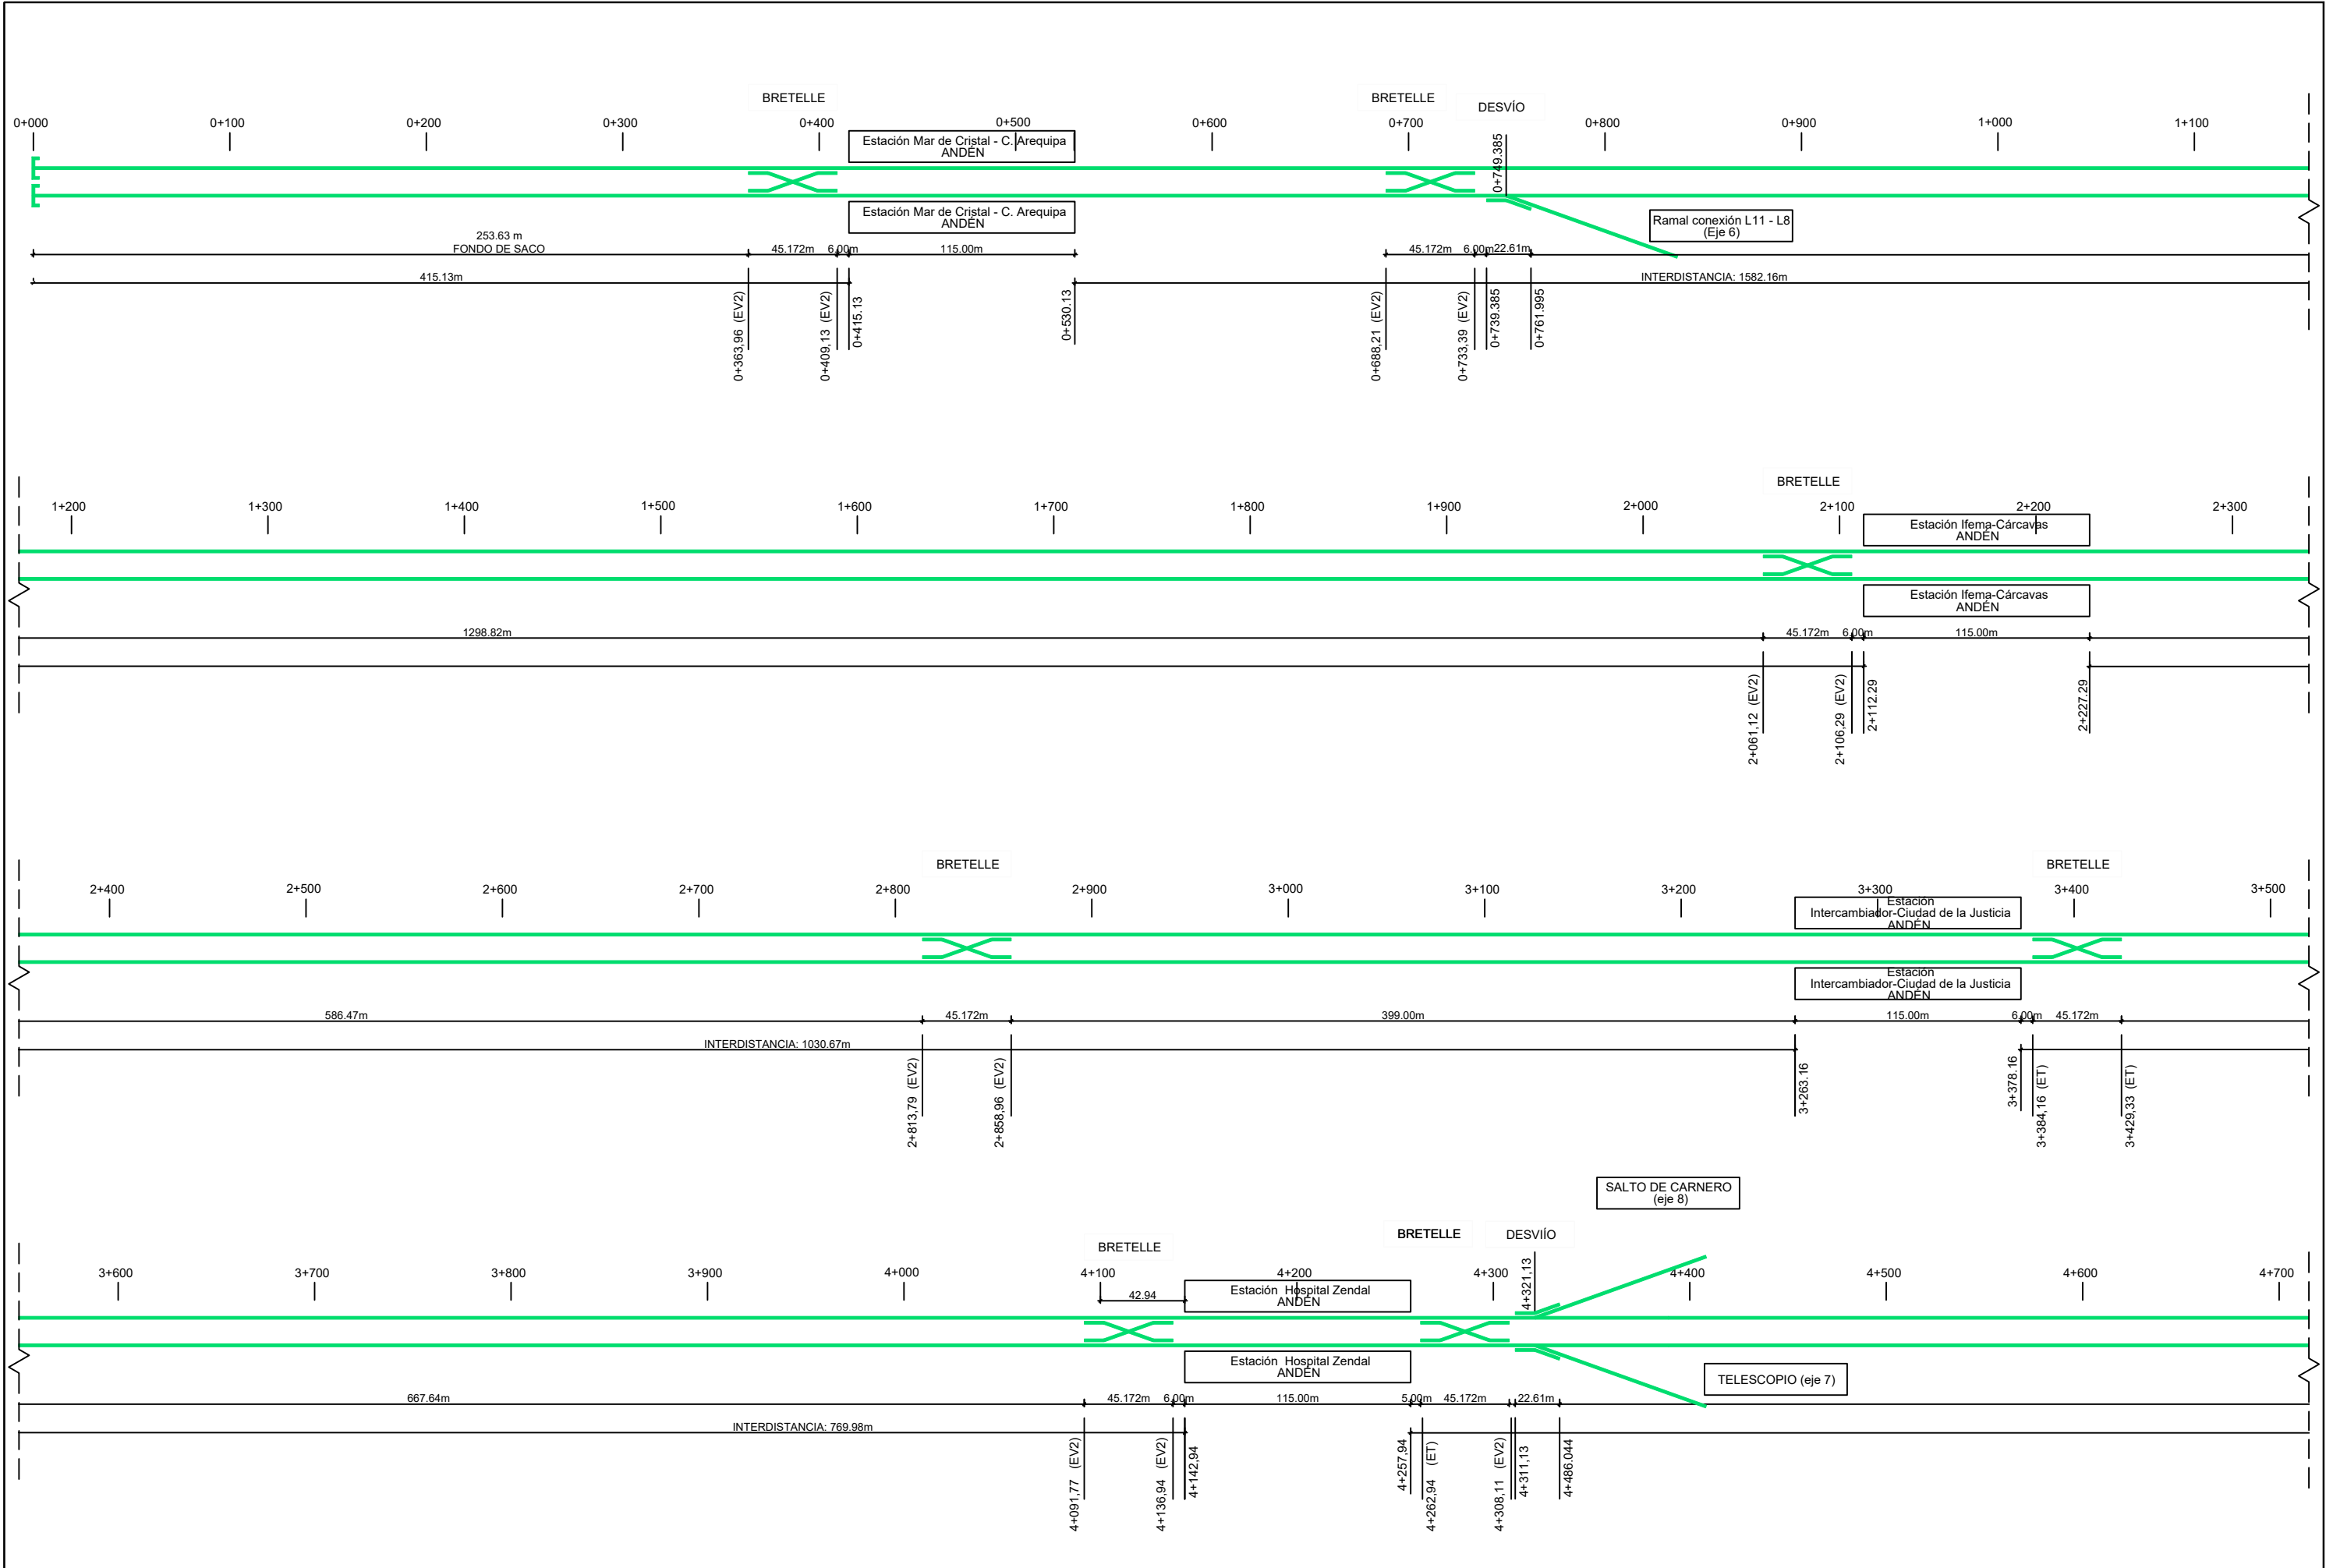 BRETELLE
BRETELLE
DESVÍO
0+000
0+100
0+200
0+300
0+400
0+500
0+600
0+700
0+800
0+900
1+000
1+100
0+749.385
Estación Mar de Cristal - C. Arequipa
ANDÉN
Estación Mar de Cristal - C. Arequipa
ANDÉN
Ramal conexión L11 - L8
(Eje 6)
253.63 m
FONDO DE SACO
45.172m
6.00m
115.00m
45.172m
6.00m
22.61m
415.13m
INTERDISTANCIA: 1582.16m
0+363,96 (EV2)
0+409,13 (EV2)
0+415.13
0+530.13
0+688,21 (EV2)
0+733,39 (EV2)
0+739.385
0+761.995
BRETELLE
1+200
1+300
1+400
1+500
1+600
1+700
1+800
1+900
2+000
2+100
2+200
2+300
Estación Ifema-Cárcavas
ANDÉN
Estación Ifema-Cárcavas
ANDÉN
1298.82m
45.172m
6.00m
115.00m
2+061,12 (EV2)
2+106,29 (EV2)
2+112.29
2+227.29
BRETELLE
BRETELLE
2+400
2+500
2+600
2+700
2+800
2+900
3+000
3+100
3+200
3+300
3+400
3+500
Estación
Intercambiador-Ciudad de la Justicia
ANDÉN
Estación
Intercambiador-Ciudad de la Justicia
ANDÉN
586.47m
45.172m
399.00m
115.00m
6.00m
45.172m
INTERDISTANCIA: 1030.67m
2+813,79 (EV2)
2+858,96 (EV2)
3+263.16
3+378.16
3+384,16 (ET)
3+429,33 (ET)
SALTO DE CARNERO
(eje 8)
BRETELLE
BRETELLE
DESVIÍO
3+600
3+700
3+800
3+900
4+000
4+100
4+200
4+300
4+400
4+500
4+600
4+700
42.94
4+321,13
Estación Hospital Zendal
ANDÉN
Estación Hospital Zendal
ANDÉN
TELESCOPIO (eje 7)
667.64m
45.172m
6.00m
115.00m
5.00m
45.172m
22.61m
INTERDISTANCIA: 769.98m
4+091,77 (EV2)
4+136,94 (EV2)
4+142,94
4+257,94
4+262,94 (ET)
4+308,11 (EV2)
4+311,13
4+486.044